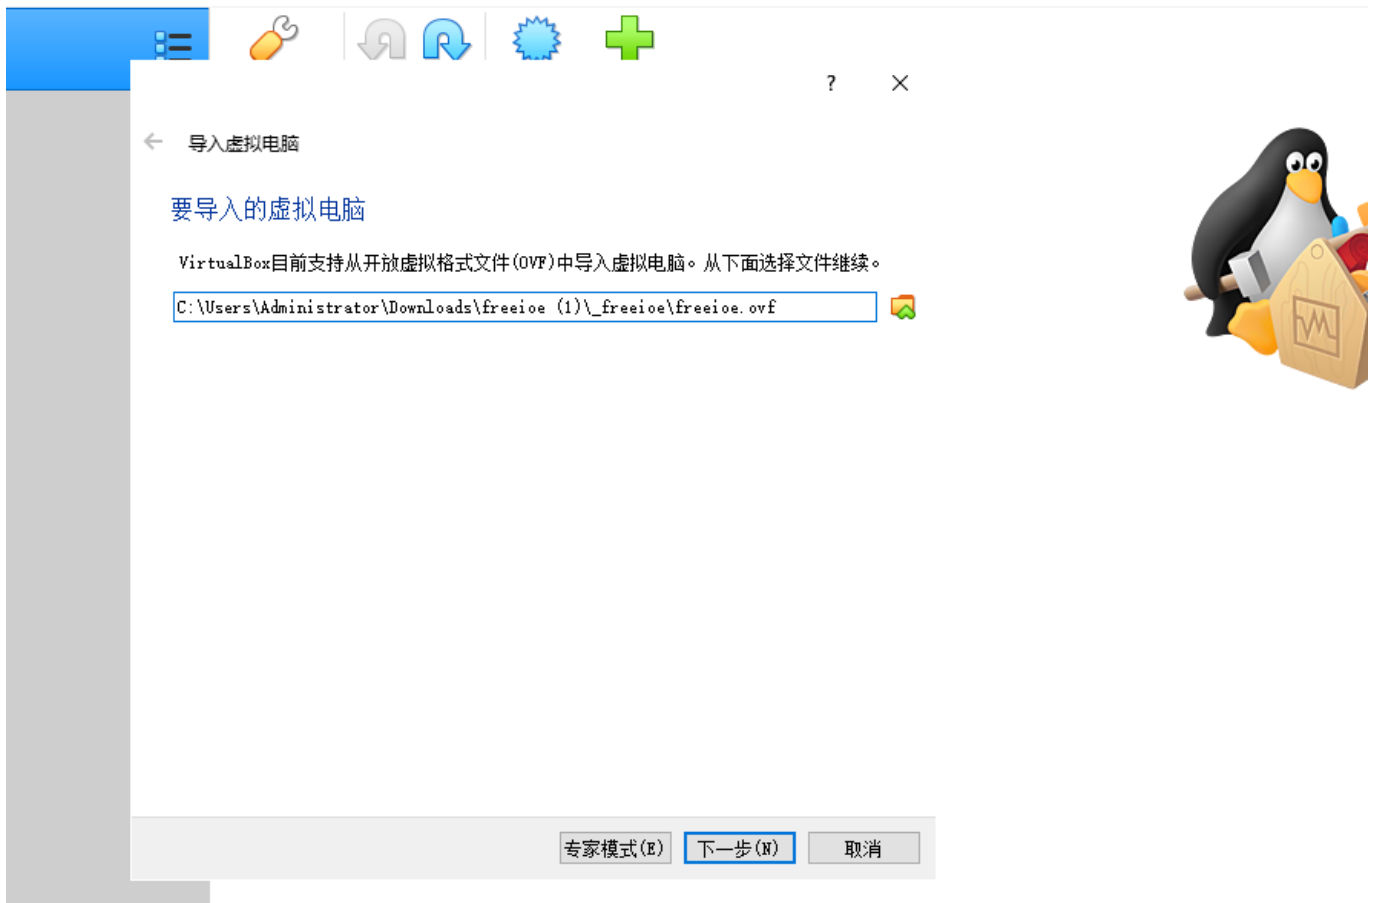 ?
导入虚拟电脑
要导入的虚拟电脑
VirtualBox目前支持从开放虚拟格式文件(OVF)中导入虚拟电脑。从下面选择文件继续。
C:\Users\Administrator\Downloads\freeioe (1)\_freeioe\freeioe.ovf
专家模式(E) 下一步(N) 取消